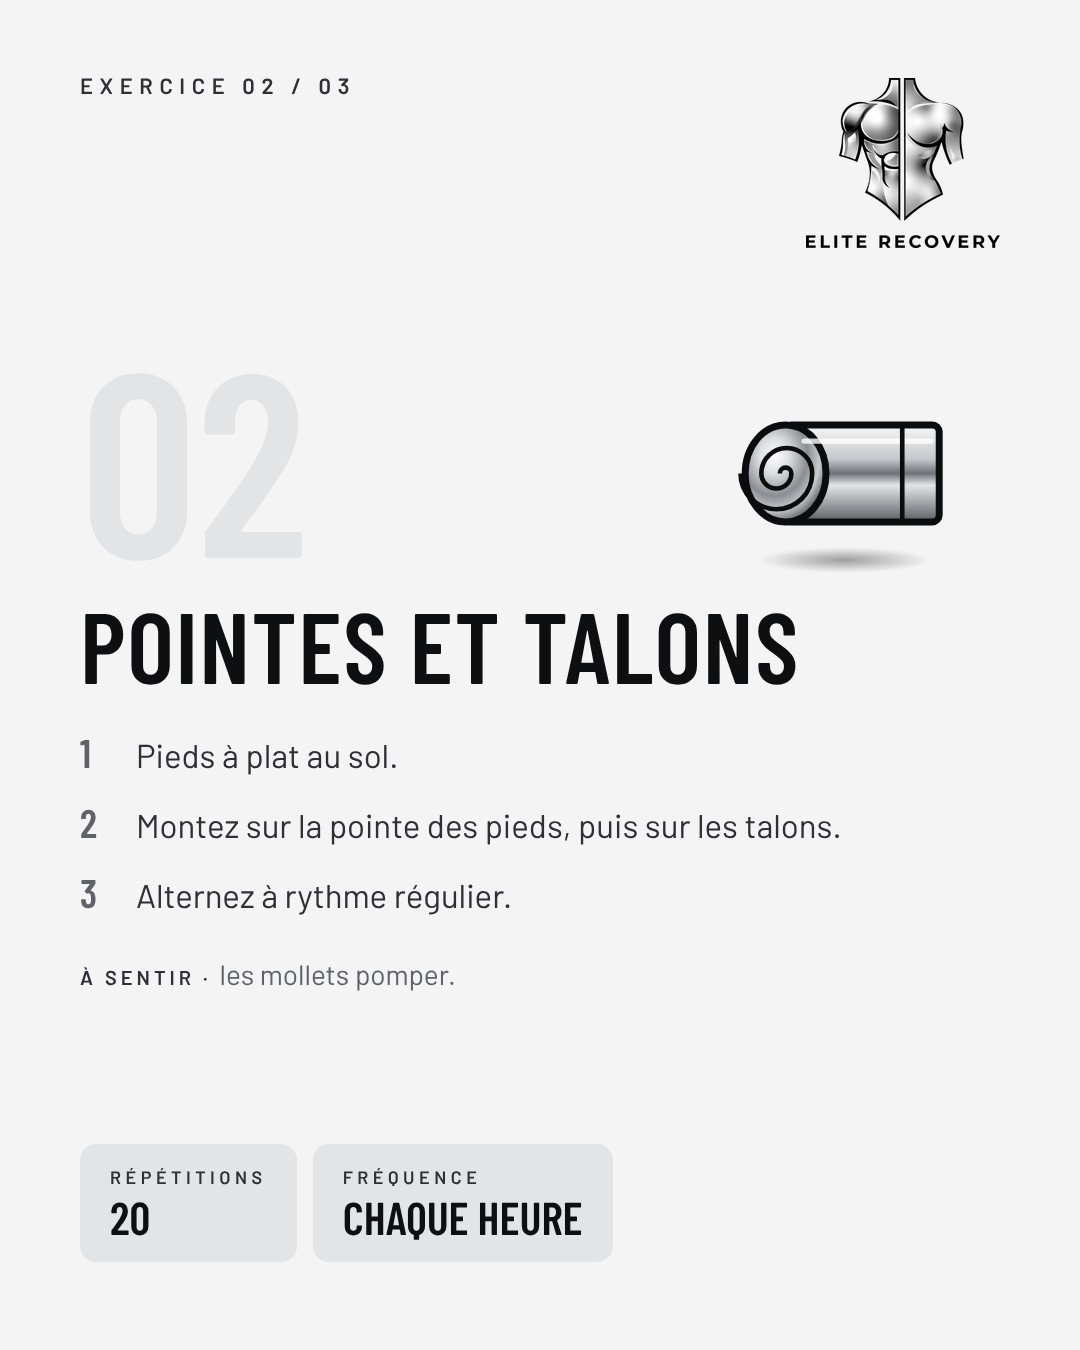 EXERCICE 02 / 03
ELITE RECOVERY
02
POINTES ET TALONS
1 Pieds à plat au sol.
2 Montez sur la pointe des pieds, puis sur les talons.
3 Alternez à rythme régulier.
À SENTIR · les mollets pomper.
RÉPÉTITIONS
20
FRÉQUENCE
CHAQUE HEURE